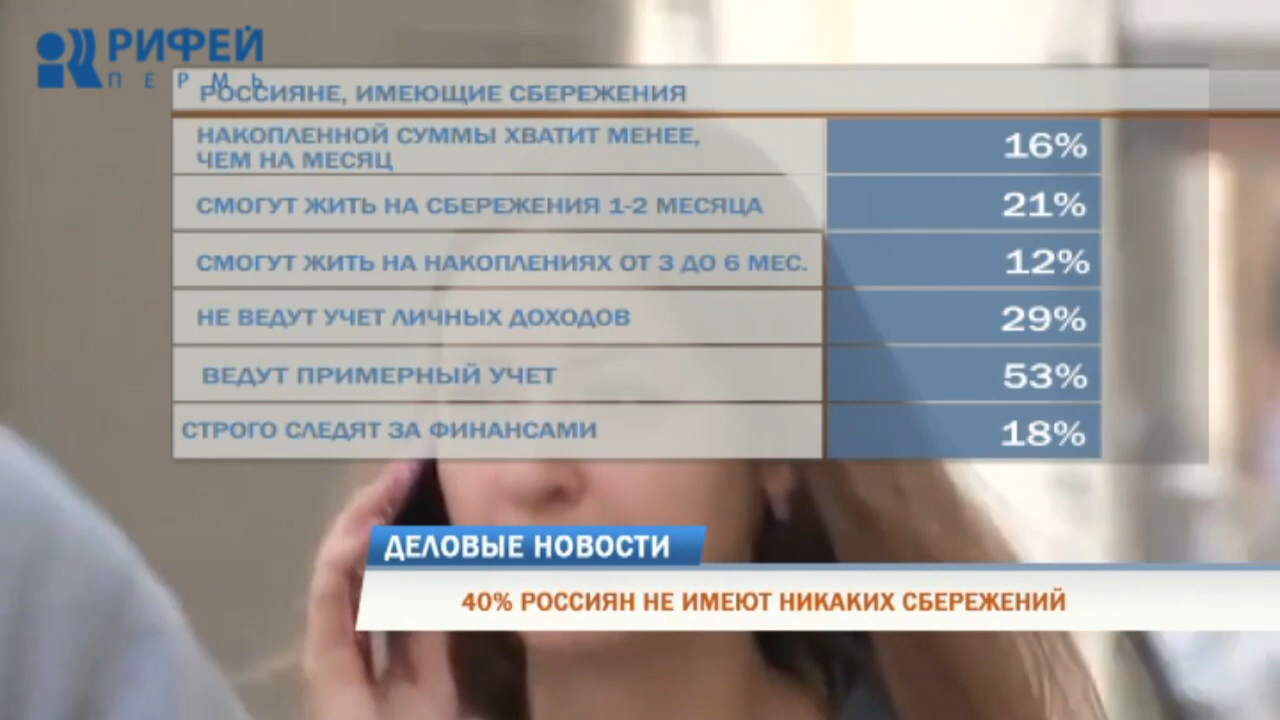 РИФЕЙ
ПЕРМЬ
РОССИЯНЕ, ИМЕЮЩИЕ СБЕРЕЖЕНИЯ
НАКОПЛЕННОЙ СУММЫ ХВАТИТ МЕНЕЕ,
ЧЕМ НА МЕСЯЦ
16%
СМОГУТ ЖИТЬ НА СБЕРЕЖЕНИЯ 1-2 МЕСЯЦА
21%
СМОГУТ ЖИТЬ НА НАКОПЛЕНИЯХ ОТ 3 ДО 6 МЕС.
12%
НЕ ВЕДУТ УЧЕТ ЛИЧНЫХ ДОХОДОВ
29%
ВЕДУТ ПРИМЕРНЫЙ УЧЕТ
53%
СТРОГО СЛЕДЯТ ЗА ФИНАНСАМИ
18%
ДЕЛОВЫЕ НОВОСТИ
40% РОССИЯН НЕ ИМЕЮТ НИКАКИХ СБЕРЕЖЕНИЙ